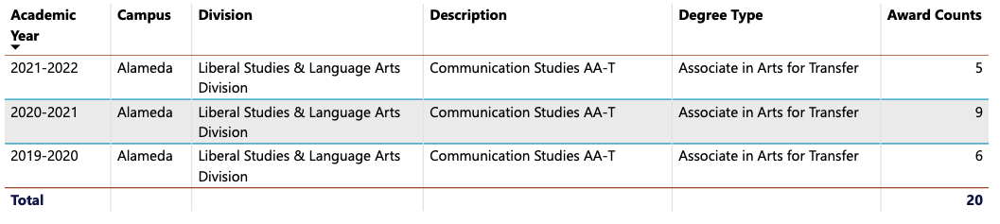 Academic Year Campus Division Description Degree Type Award Counts
2021-2022 Alameda Liberal Studies & Language Arts Division Communication Studies AA-T Associate in Arts for Transfer 5
2020-2021 Alameda Liberal Studies & Language Arts Division Communication Studies AA-T Associate in Arts for Transfer 9
2019-2020 Alameda Liberal Studies & Language Arts Division Communication Studies AA-T Associate in Arts for Transfer 6
Total 20